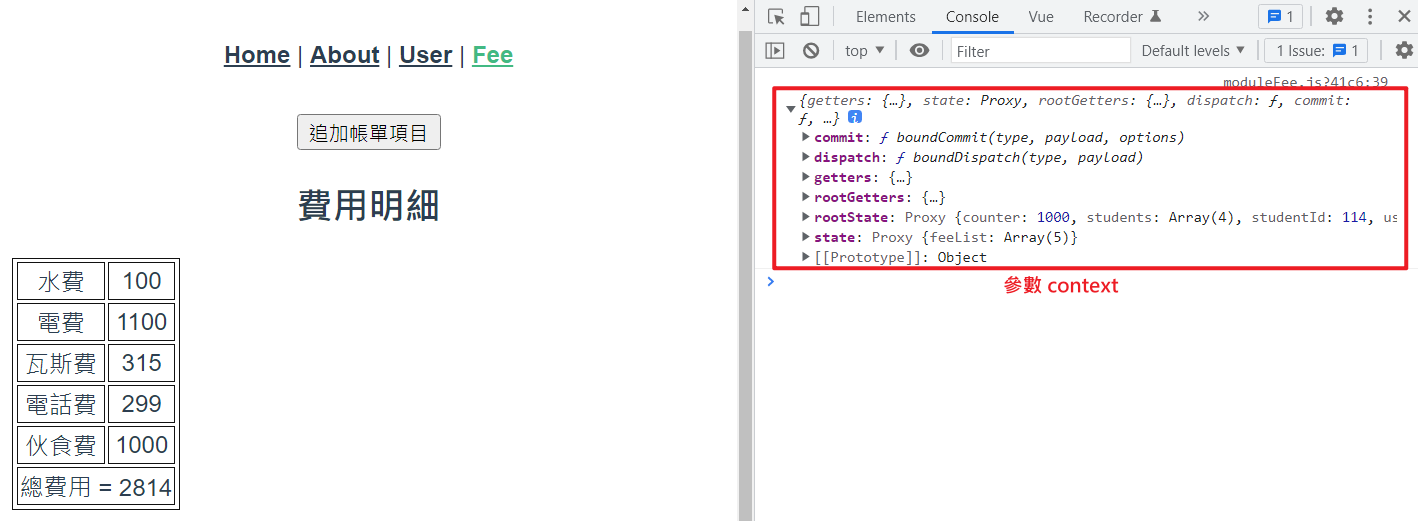 Home | About | User | Fee
追加帳單項目
費用明細
水費 100
電費 1100
瓦斯費 315
電話費 299
伙食費 1000
總費用 = 2814
Elements Console Vue Recorder » 1
top Filter Default levels 1 Issue: 1
moduleFee.js?41c6:39
{getters: {…}, state: Proxy, rootGetters: {…}, dispatch: ƒ, commit:
ƒ, …} i
commit: ƒ boundCommit(type, payload, options)
dispatch: ƒ boundDispatch(type, payload)
getters: {…}
rootGetters: {…}
rootState: Proxy {counter: 1000, students: Array(4), studentId: 114, us
state: Proxy {feeList: Array(5)}
[[Prototype]]: Object
參數 context